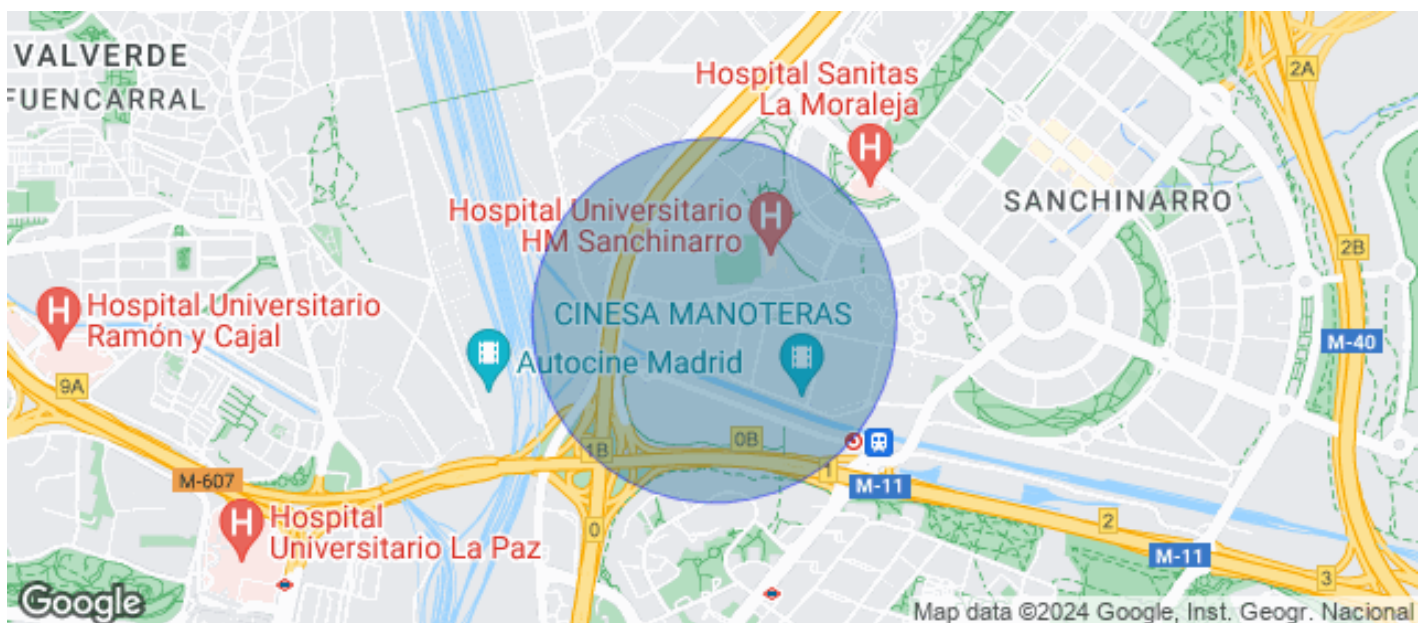 VALVERDE
FUENCARRAL
Hospital Sanitas
La Moraleja
2A
SANCHINARRO
Hospital Universitario
HM Sanchinarro
2B
Hospital Universitario
Ramón y Cajal
CINESA MANOTERAS
Autocine Madrid
M-40
9A
1B
0B
M-607
1
M-11
Hospital
Universitario La Paz
0
2
M-11
3
Google
Map data ©2024 Google, Inst. Geogr. Nacional
H
H
H
H